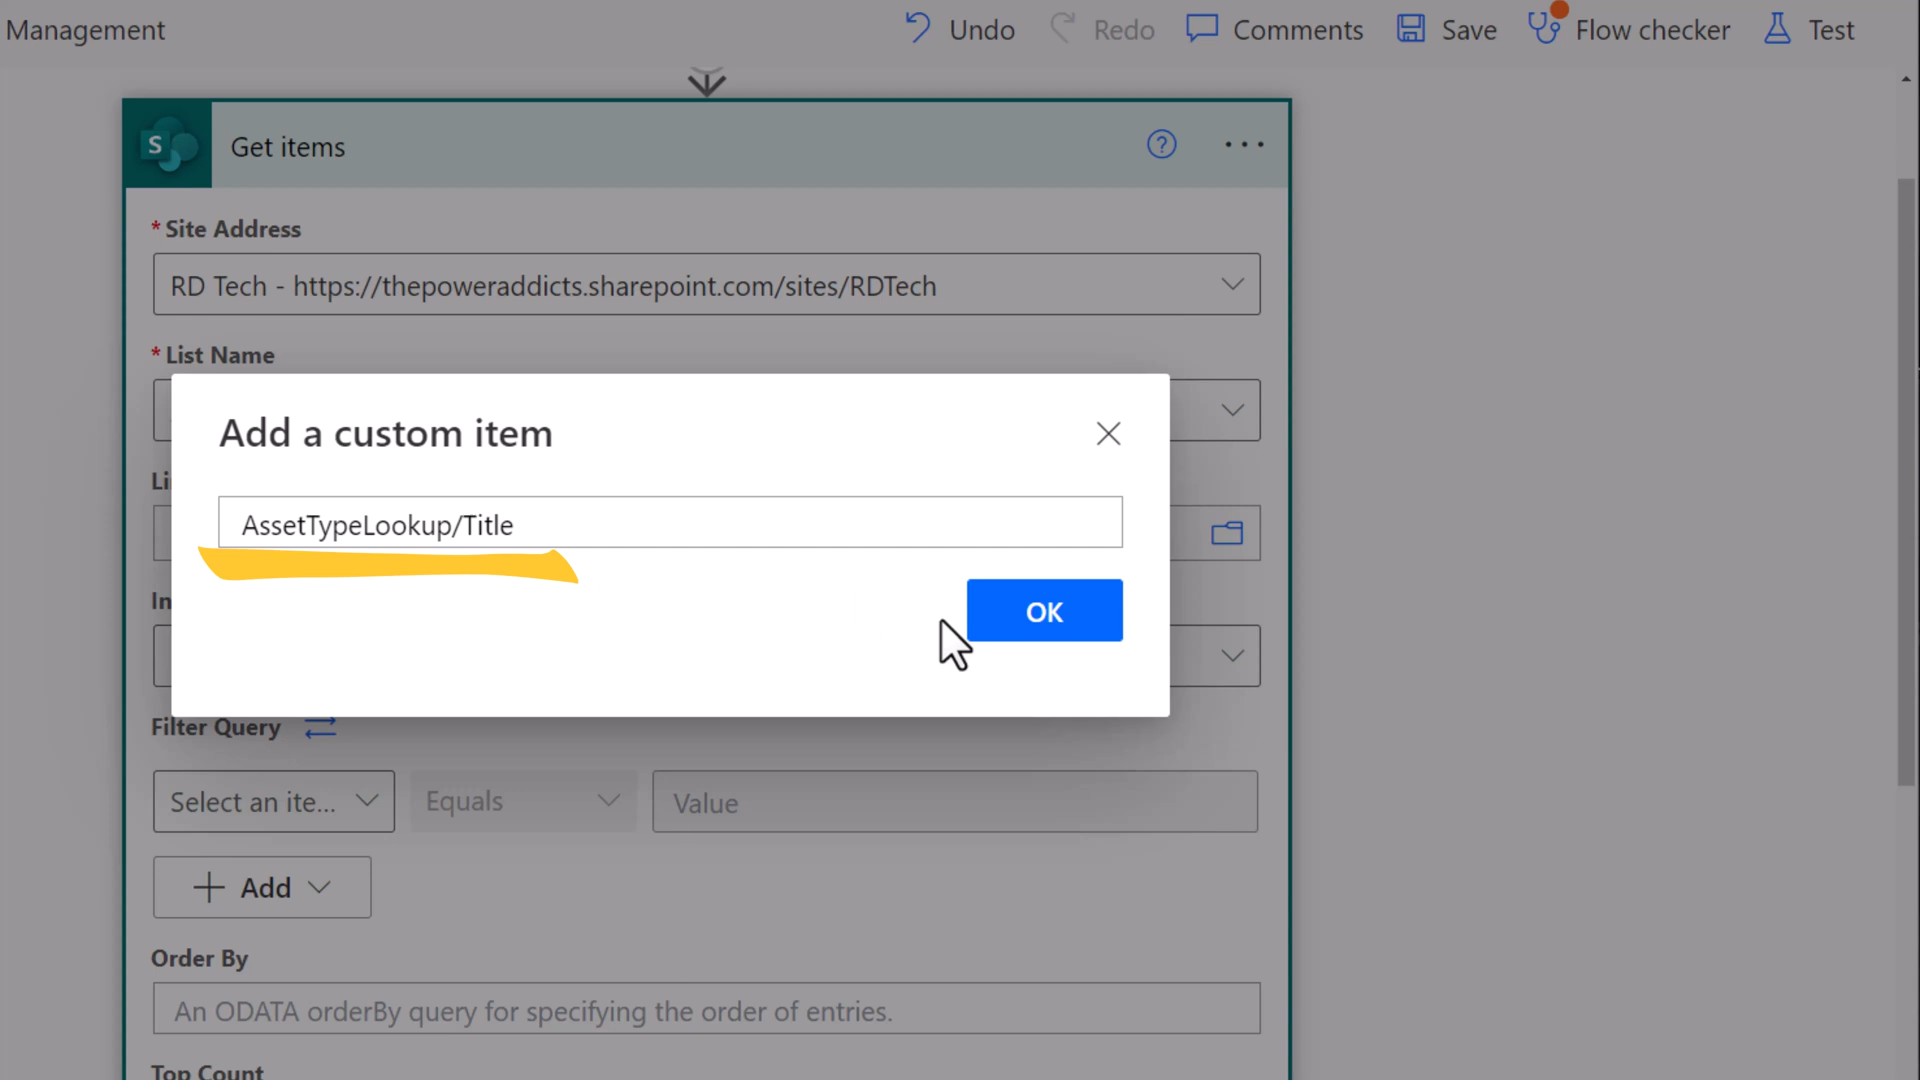 Management
Undo
Redo
Comments
Save
Flow checker
Test
S
Get items
?
* Site Address
RD Tech - https://thepoweraddicts.sharepoint.com/sites/RDTech
* List Name
Add a custom item
Li
AssetTypeLookup/Title
In
OK
Filter Query
Select an ite...
Equals
Value
Add
Order By
An ODATA orderBy query for specifying the order of entries.
Top Count